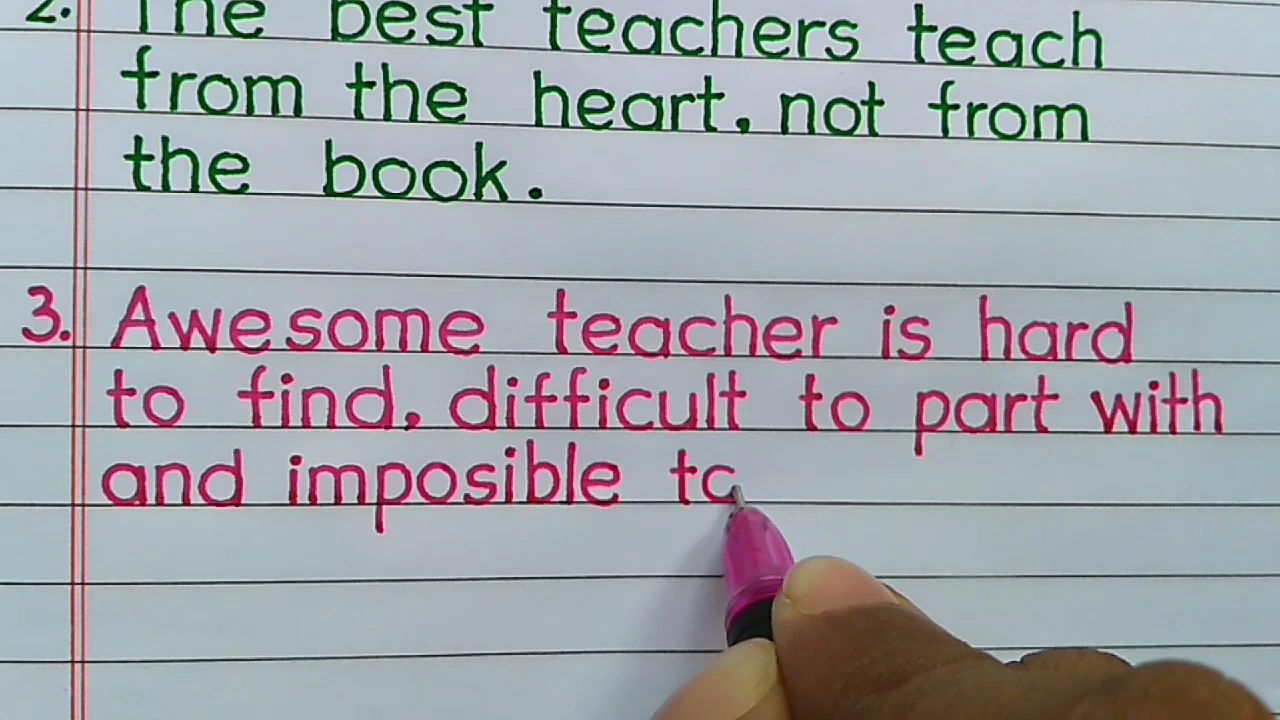 2. The best teachers teach
from the heart, not from
the book.
3. Awesome teacher is hard
to find, difficult to part with
and imposible to